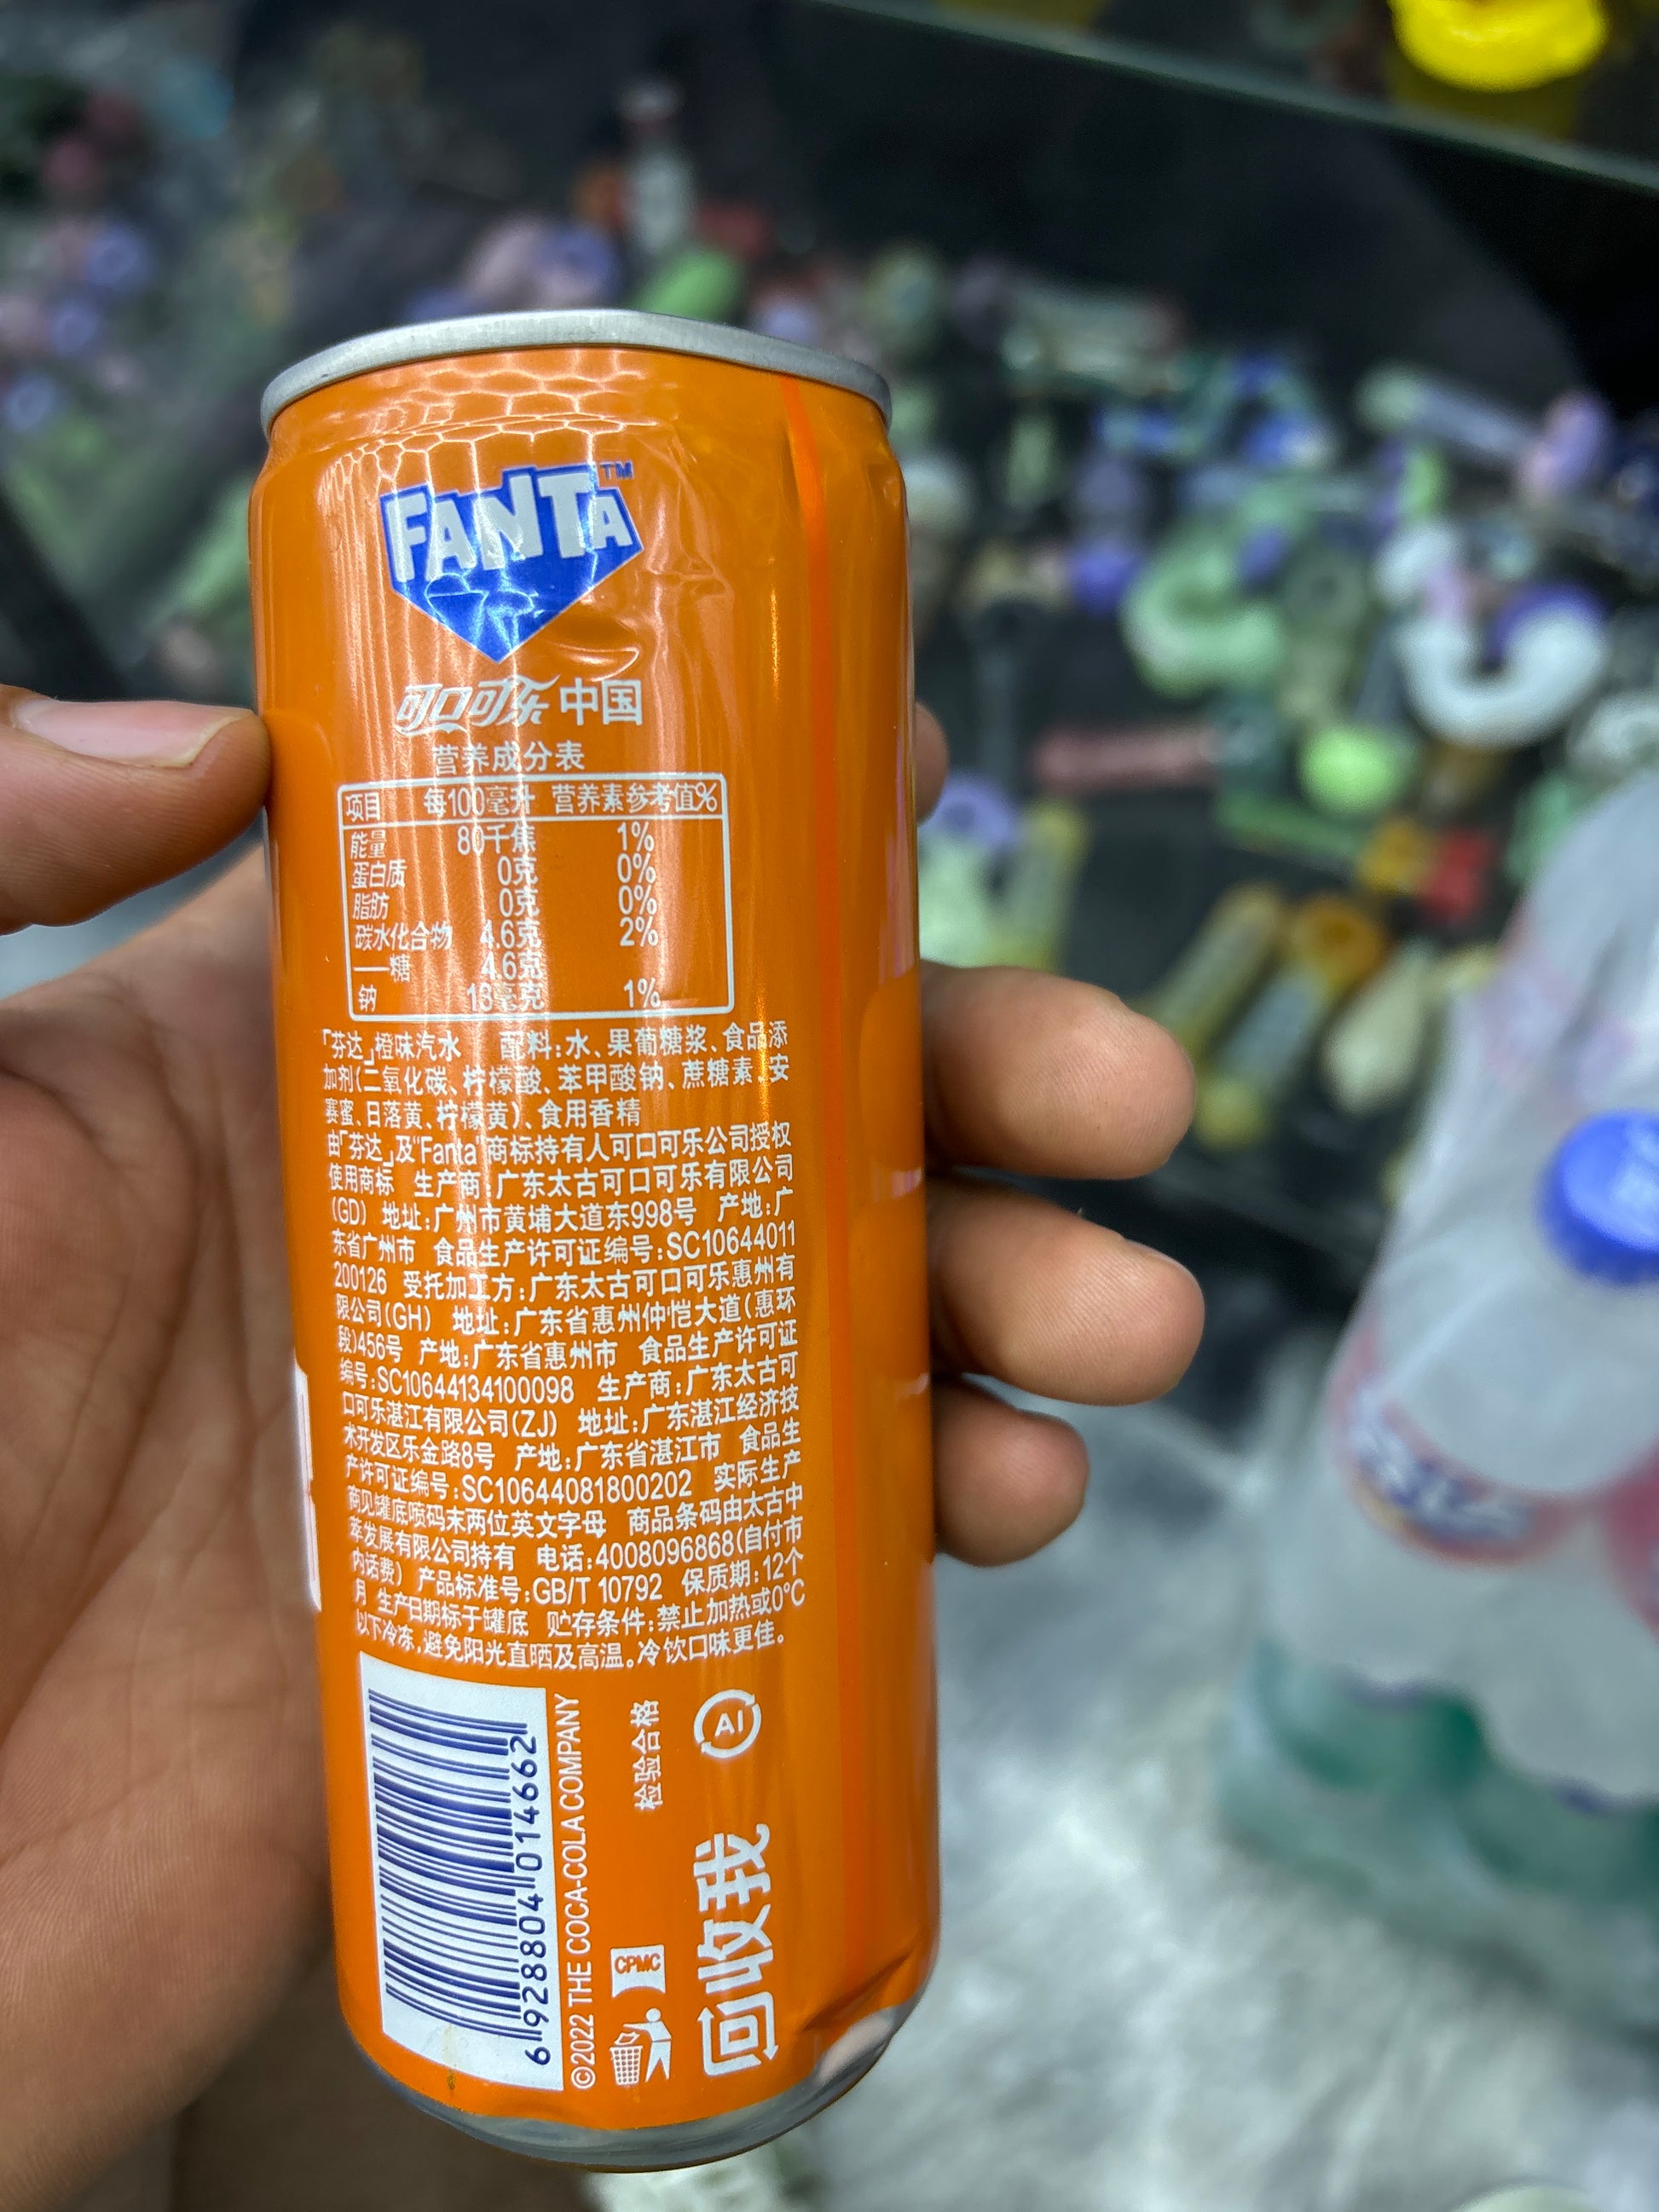 FANTA™
可口可乐中国
营养成分表
项目 每100毫升 营养素参考值%
能量 80千焦 1%
蛋白质 0克 0%
脂肪 0克 0%
碳水化合物 4.6克 2%
——糖 4.6克
钠 13毫克 1%
「芬达」橙味汽水 配料:水、果葡糖浆、食品添
加剂(二氧化碳、柠檬酸、苯甲酸钠、蔗糖素、安
赛蜜、日落黄、柠檬黄)、食用香精
由「芬达」及"Fanta"商标持有人可口可乐公司授权
使用商标 生产商:广东太古可口可乐有限公司
(GD) 地址:广州市黄埔大道东998号 产地:广
东省广州市 食品生产许可证编号:SC10644011
200126 受托加工方:广东太古可口可乐惠州有
限公司(GH) 地址:广东省惠州仲恺大道(惠环
段)456号 产地:广东省惠州市 食品生产许可证
编号:SC10644134100098 生产商:广东太古可
口可乐湛江有限公司(ZJ) 地址:广东湛江经济技
术开发区乐金路8号 产地:广东省湛江市 食品生
产许可证编号:SC10644081800202 实际生产
商见罐底喷码末两位英文字母 商品条码由太古中
萃发展有限公司持有 电话:4008096868(自付市
内话费) 产品标准号:GB/T 10792 保质期:12个
月 生产日期标于罐底 贮存条件:禁止加热或0°C
以下冷冻,避免阳光直晒及高温。冷饮口味更佳。
6 928804 014662
©2022 THE COCA-COLA COMPANY
检验合格
CPMC
Al
回收我